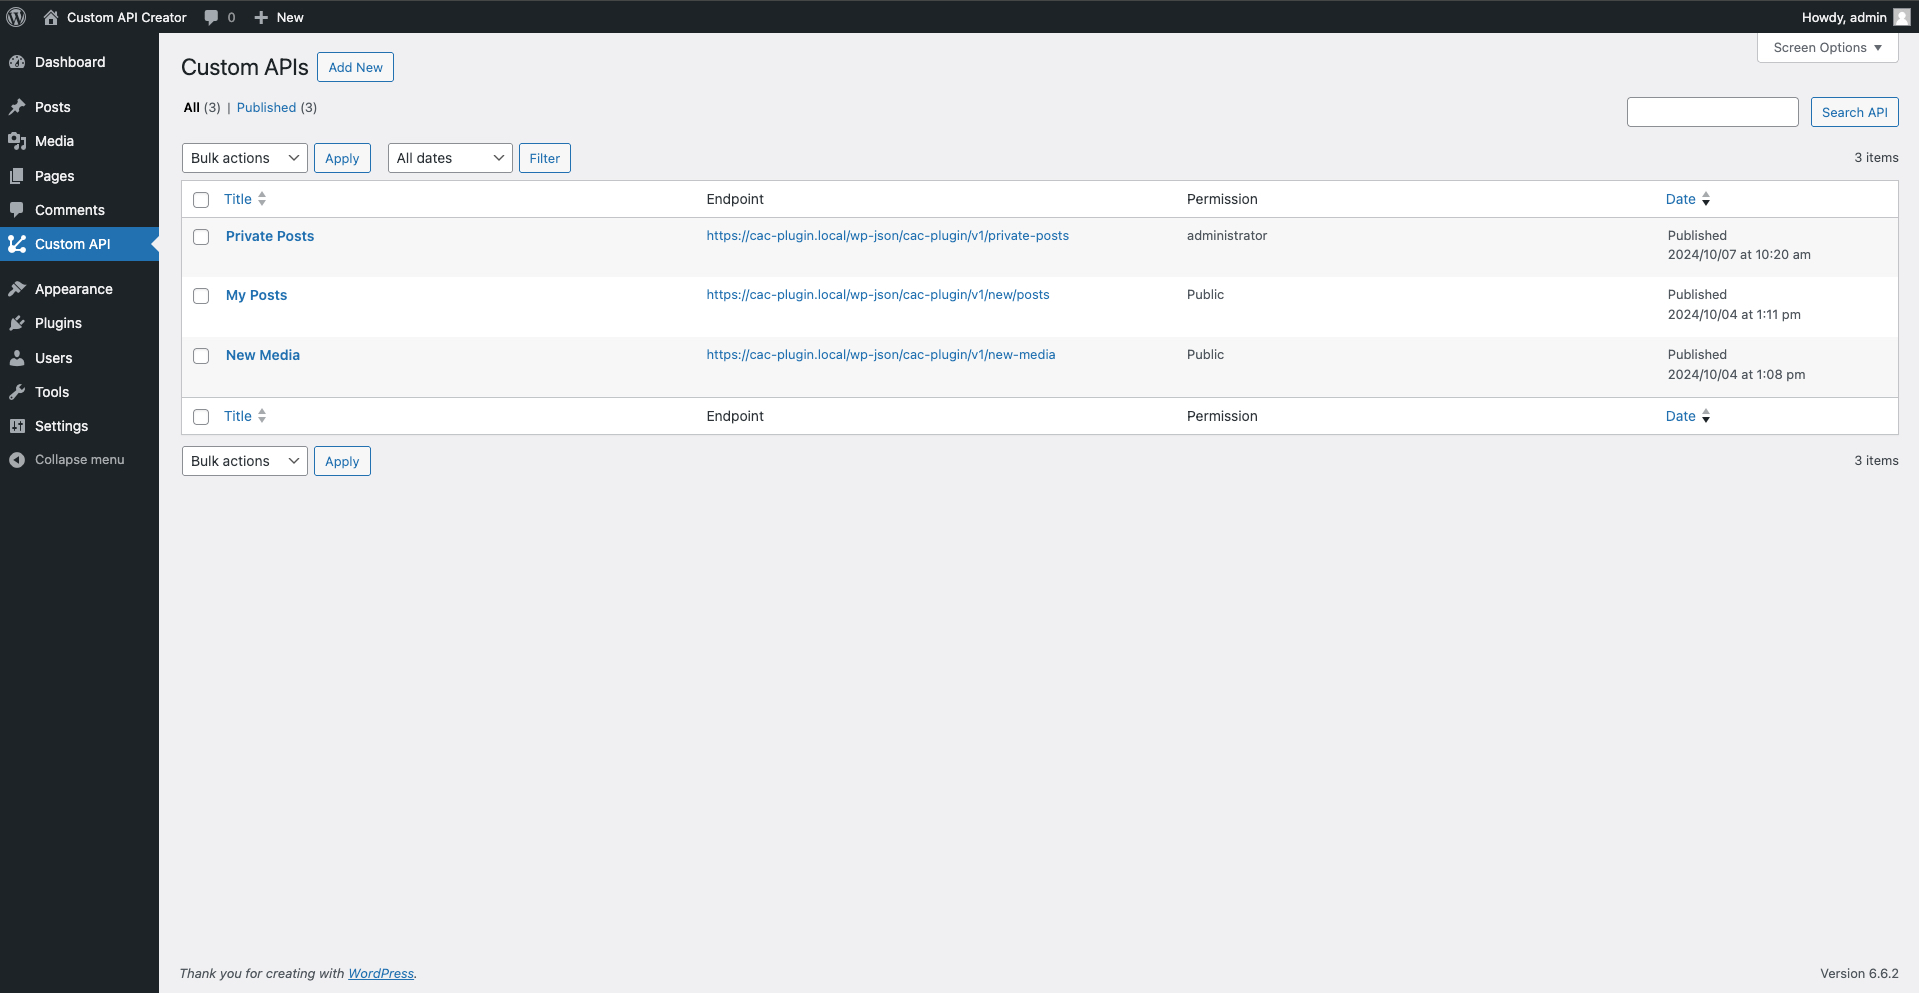 Custom API Creator 0 New Howdy, admin
Dashboard
Posts
Media
Pages
Comments
Custom API
Appearance
Plugins
Users
Tools
Settings
Collapse menu
Screen Options
Custom APIs Add New
All (3) | Published (3)
Search API
Bulk actions Apply All dates Filter 3 items
Title Endpoint Permission Date
Private Posts https://cac-plugin.local/wp-json/cac-plugin/v1/private-posts administrator Published
2024/10/07 at 10:20 am
My Posts https://cac-plugin.local/wp-json/cac-plugin/v1/new/posts Public Published
2024/10/04 at 1:11 pm
New Media https://cac-plugin.local/wp-json/cac-plugin/v1/new-media Public Published
2024/10/04 at 1:08 pm
Title Endpoint Permission Date
Bulk actions Apply 3 items
Thank you for creating with WordPress. Version 6.6.2